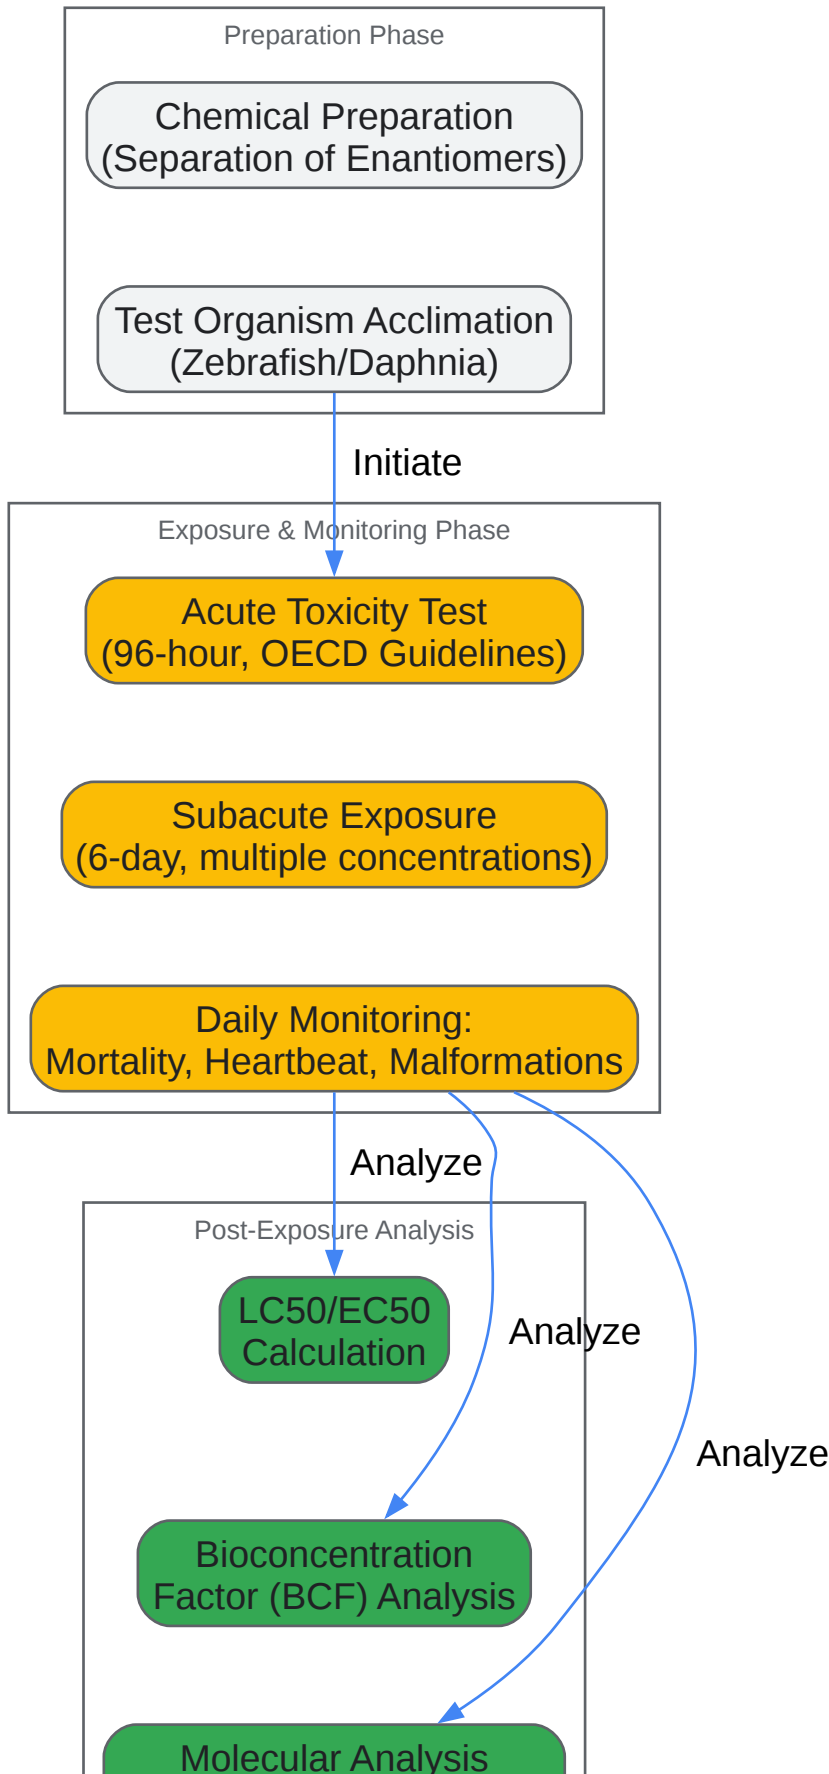 Preparation Phase
Chemical Preparation
(Separation of Enantiomers)
Test Organism Acclimation
(Zebrafish/Daphnia)
Initiate
Exposure & Monitoring Phase
Acute Toxicity Test
(96-hour, OECD Guidelines)
Subacute Exposure
(6-day, multiple concentrations)
Daily Monitoring:
Mortality, Heartbeat, Malformations
Analyze
Post-Exposure Analysis
LC50/EC50
Calculation
Analyze
Analyze
Bioconcentration
Factor (BCF) Analysis
Molecular Analysis